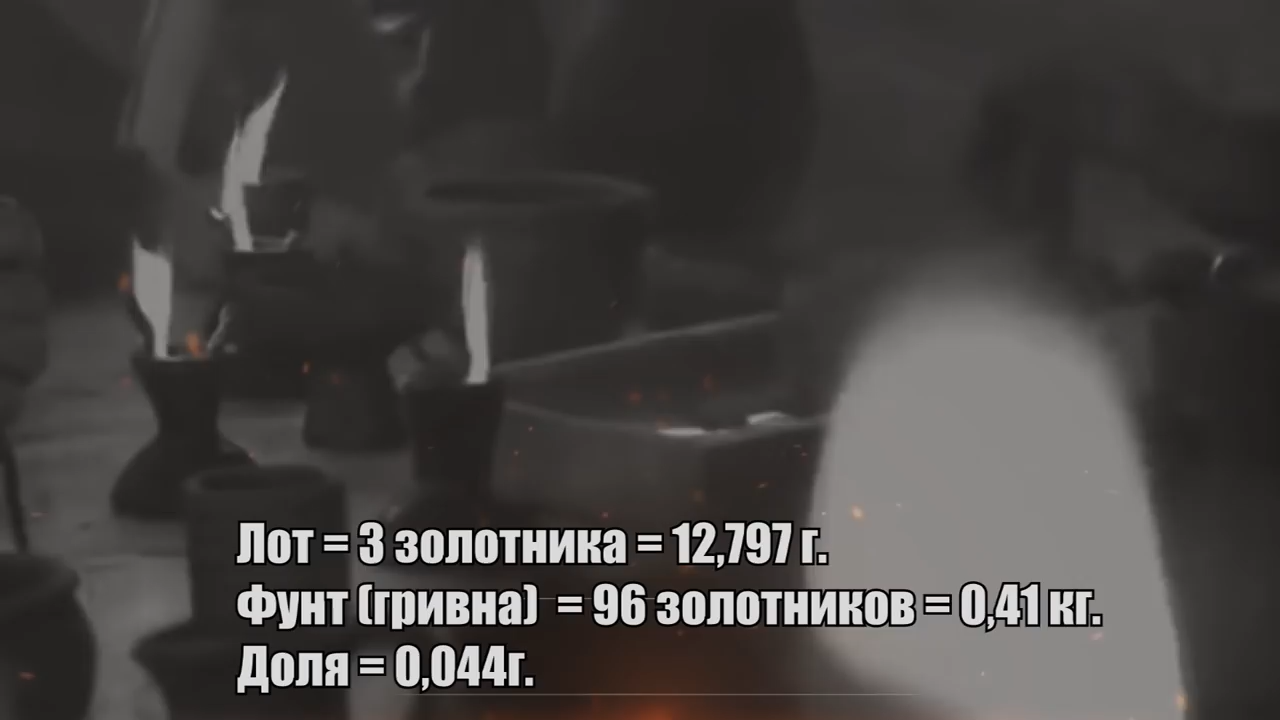 Лот = 3 золотника = 12,797 г.
Фунт (гривна) = 96 золотников = 0,41 кг.
Доля = 0,044г.